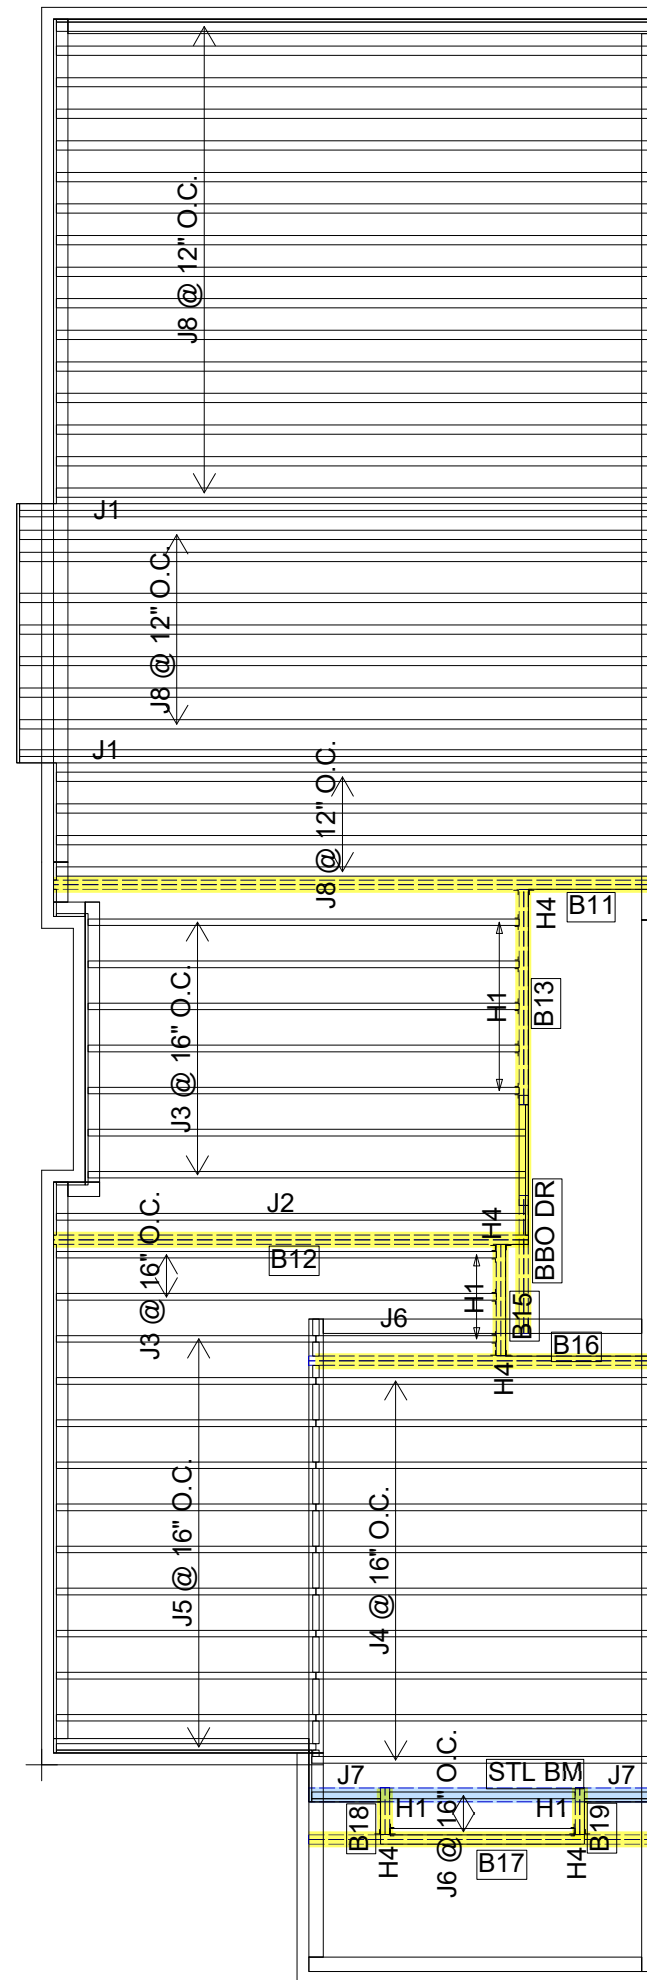 J8 @ 12" O.C.
J1
J8 @ 12" O.C.
J1
J8 @ 12" O.C.
H4
B11
J3 @ 16" O.C.
H1
B13
J2
H4
BBO DR
B12
J3 @ 16" O.C.
H1
B15
J6
B16
H4
J5 @ 16" O.C.
J4 @ 16" O.C.
J7
STL BM
J7
B18
H1
J6 @ 16" O.C.
H1
B19
H4
B17
H4